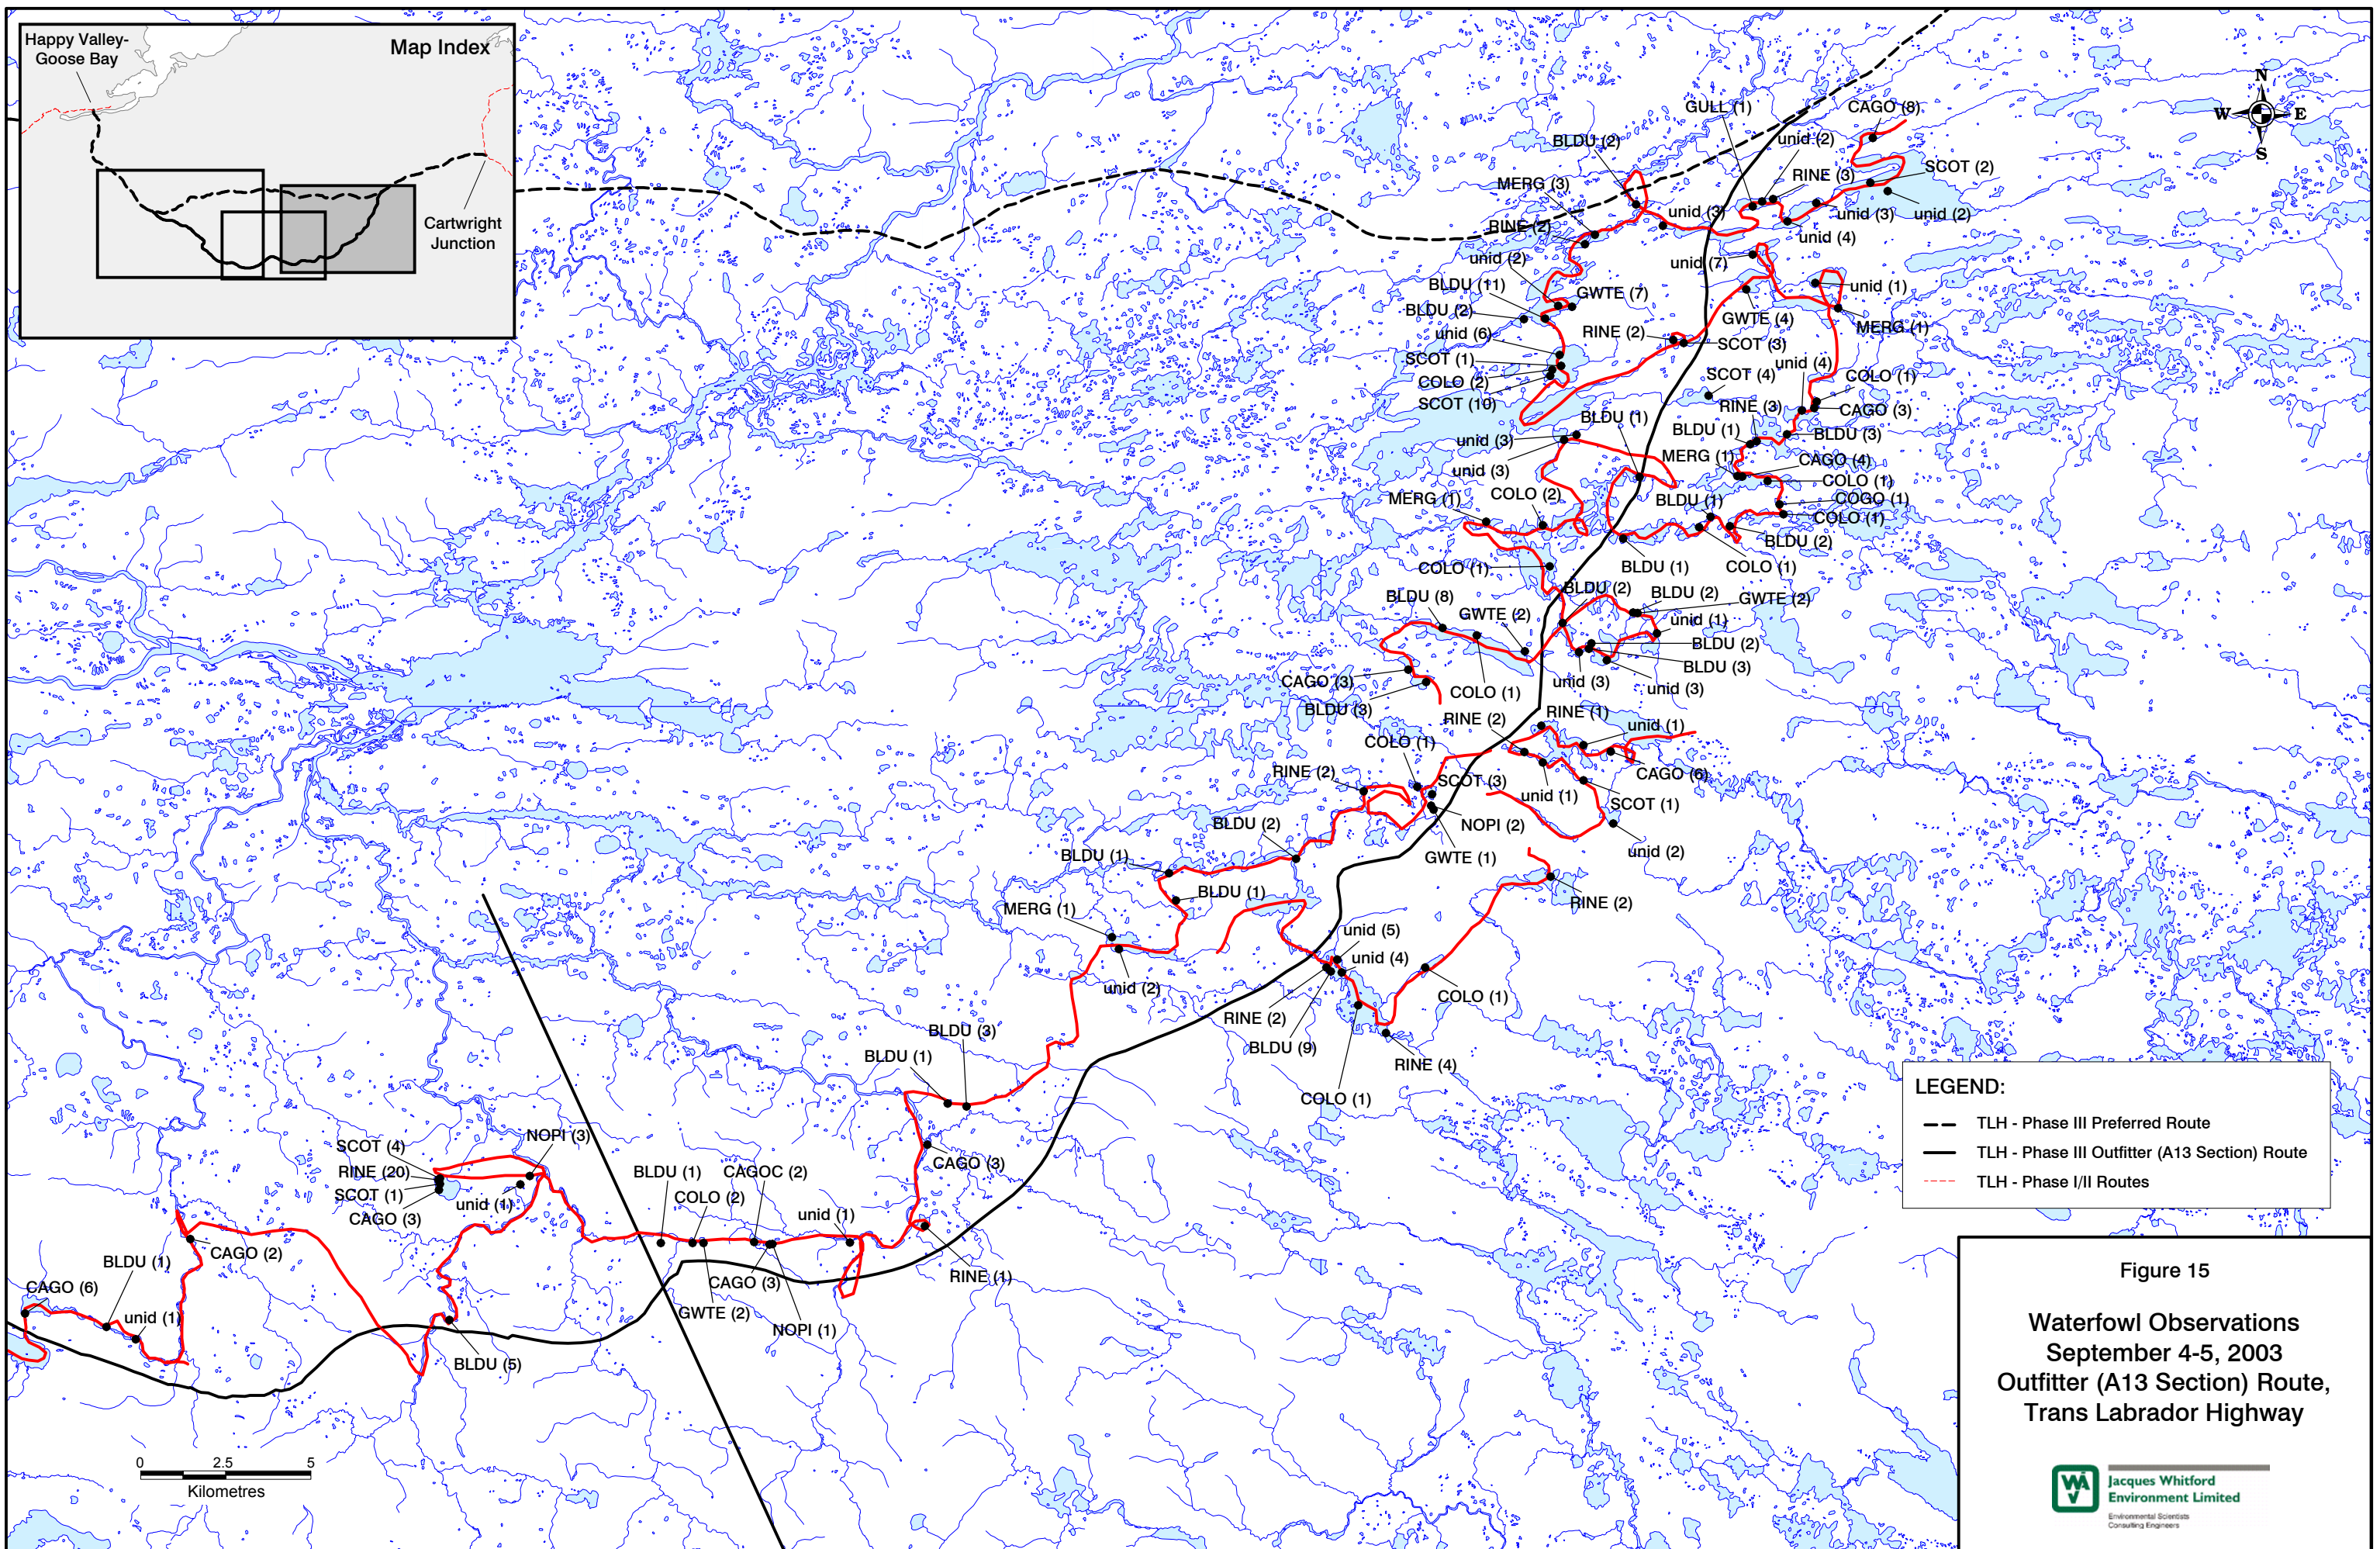 Happy Valley-
Goose Bay
Map Index
Cartwright
Junction
N
W
E
S
GULL (1)
CAGO (8)
BLDU (2)
unid (2)
SCOT (2)
MERG (3)
RINE (3)
unid (3)
unid (3)
unid (2)
RINE (2)
unid (4)
unid (2)
unid (7)
BLDU (11)
GWTE (7)
unid (1)
BLDU (2)
GWTE (4)
MERG (1)
unid (6)
RINE (2)
SCOT (3)
SCOT (1)
unid (4)
COLO (2)
SCOT (4)
COLO (1)
SCOT (10)
RINE (3)
CAGO (3)
BLDU (1)
BLDU (1)
BLDU (3)
unid (3)
MERG (1)
CAGO (4)
unid (3)
COLO (1)
MERG (1)
COLO (2)
BLDU (1)
COGO (1)
COLO (1)
BLDU (2)
COLO (1)
BLDU (1)
COLO (1)
BLDU (8)
BLDU (2)
BLDU (2)
GWTE (2)
GWTE (2)
unid (1)
BLDU (2)
BLDU (3)
CAGO (3)
COLO (1)
unid (3)
unid (3)
BLDU (3)
RINE (2)
RINE (1)
unid (1)
COLO (1)
RINE (2)
SCOT (3)
CAGO (6)
unid (1)
SCOT (1)
BLDU (2)
NOPI (2)
BLDU (1)
GWTE (1)
unid (2)
BLDU (1)
RINE (2)
MERG (1)
unid (5)
unid (4)
unid (2)
COLO (1)
RINE (2)
BLDU (3)
BLDU (9)
BLDU (1)
RINE (4)
COLO (1)
NOPI (3)
SCOT (4)
RINE (20)
CAGO (3)
SCOT (1)
unid (1)
BLDU (1)
CAGOC (2)
CAGO (3)
COLO (2)
unid (1)
CAGO (2)
BLDU (1)
CAGO (6)
CAGO (3)
RINE (1)
unid (1)
GWTE (2)
NOPI (1)
BLDU (5)
LEGEND:
TLH - Phase III Preferred Route
TLH - Phase III Outfitter (A13 Section) Route
TLH - Phase I/II Routes
0 2.5 5
Kilometres
Figure 15
Waterfowl Observations
September 4-5, 2003
Outfitter (A13 Section) Route,
Trans Labrador Highway
Jacques Whitford
Environment Limited
Environmental Scientists
Consulting Engineers